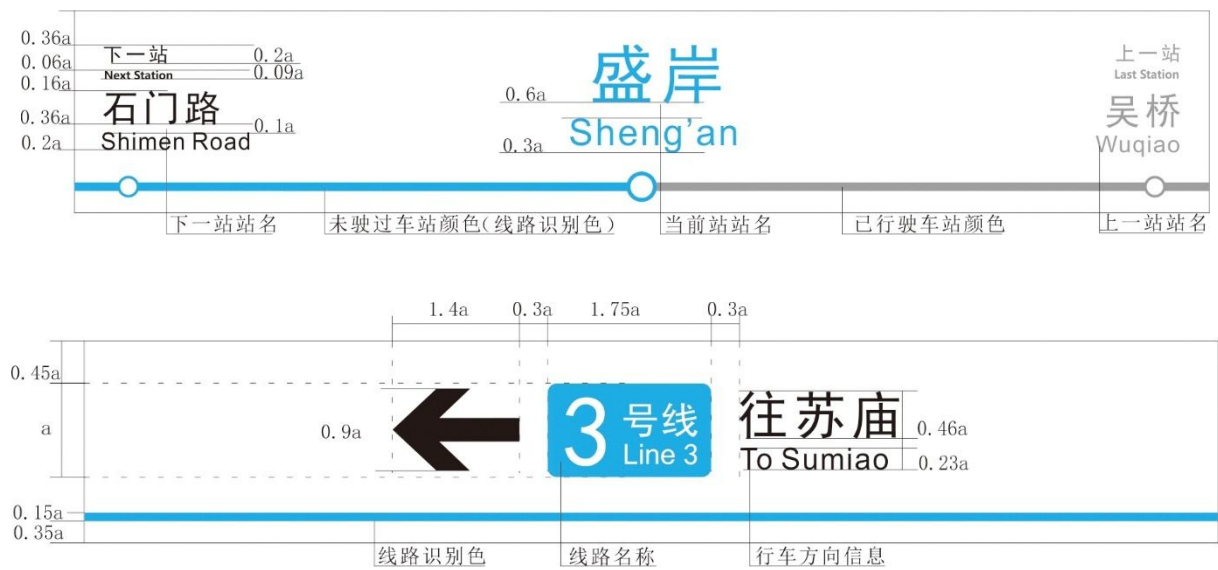 0.36a
0.06a
0.16a
0.36a
0.2a
下一站
Next Station
石门路
Shimen Road
0.2a
0.09a
0.1a
盛岸
Sheng'an
0.6a
0.3a
上一站
Last Station
吴桥
Wuqiao
下一站站名
未驶过车站颜色(线路识别色)
当前站站名
已行驶车站颜色
上一站站名
1.4a
0.3a
1.75a
0.3a
0.45a
a
0.15a
0.35a
0.9a
3 号线
Line 3
往苏庙
To Sumiao
0.46a
0.23a
线路识别色
线路名称
行车方向信息